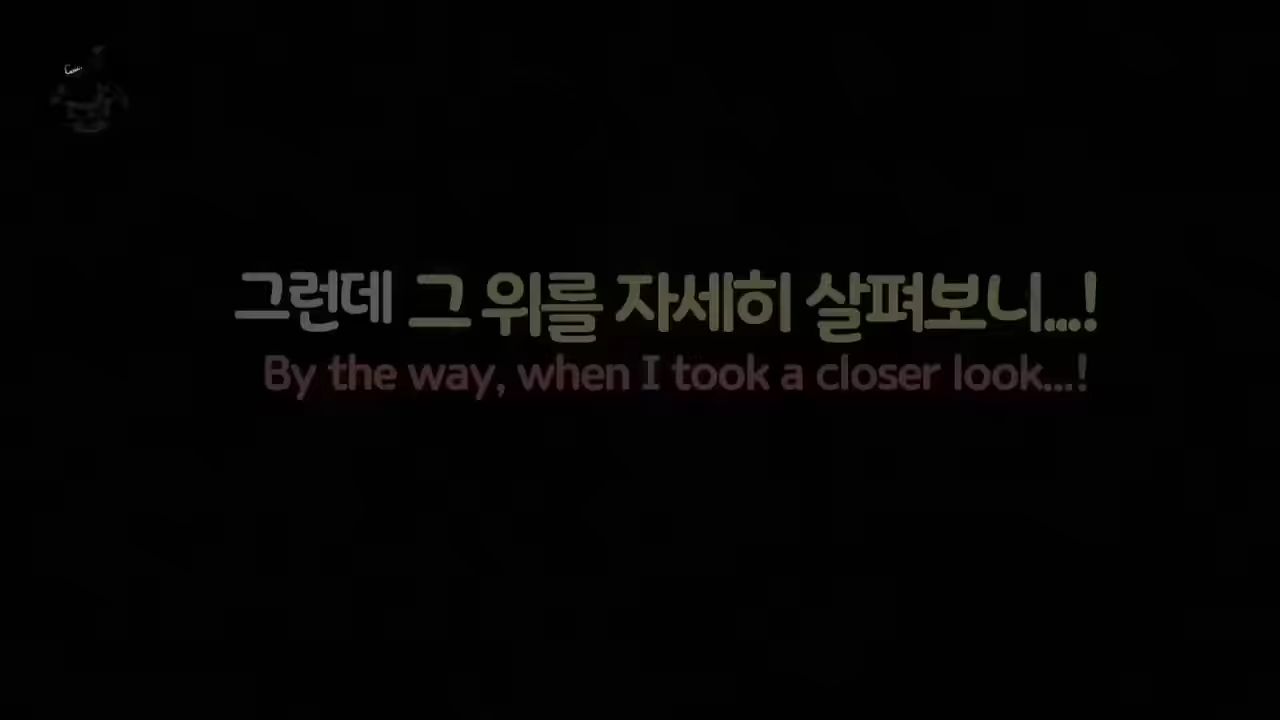 그런데 그 위를 자세히 살펴보니...!
By the way, when I took a closer look...!